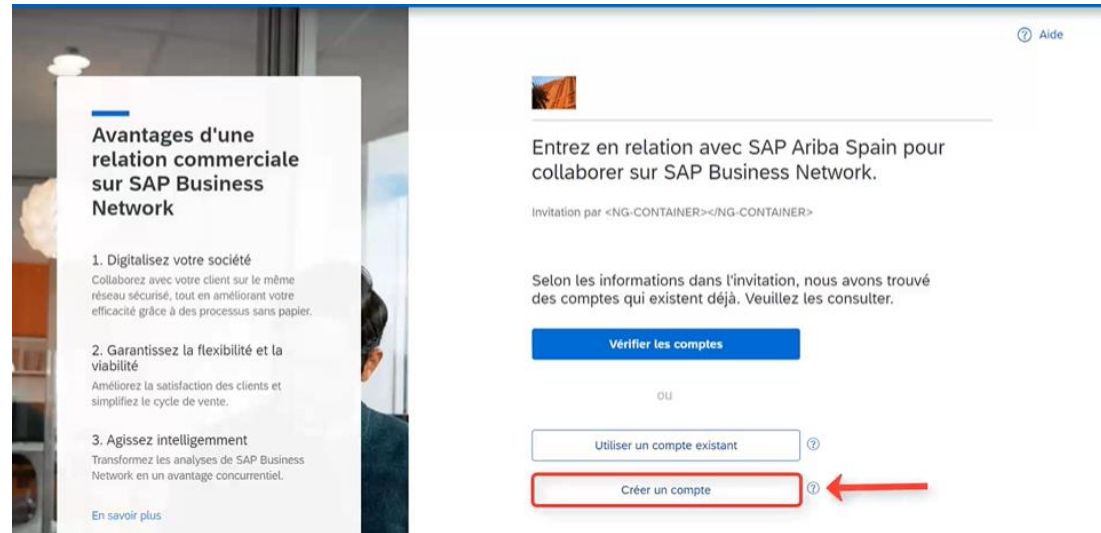 Aide
Avantages d'une
relation commerciale
sur SAP Business
Network
1. Digitalisez votre société
Collaborez avec votre client sur le même
réseau sécurisé, tout en améliorant votre
efficacité grâce à des processus sans papier.
2. Garantissez la flexibilité et la
viabilité
Améliorez la satisfaction des clients et
simplifiez le cycle de vente.
3. Agissez intelligemment
Transformez les analyses de SAP Business
Network en un avantage concurrentiel.
En savoir plus
Entrez en relation avec SAP Ariba Spain pour
collaborer sur SAP Business Network.
Invitation par <NG-CONTAINER></NG-CONTAINER>
Selon les informations dans l'invitation, nous avons trouvé
des comptes qui existent déjà. Veuillez les consulter.
Vérifier les comptes
ou
Utiliser un compte existant
Créer un compte